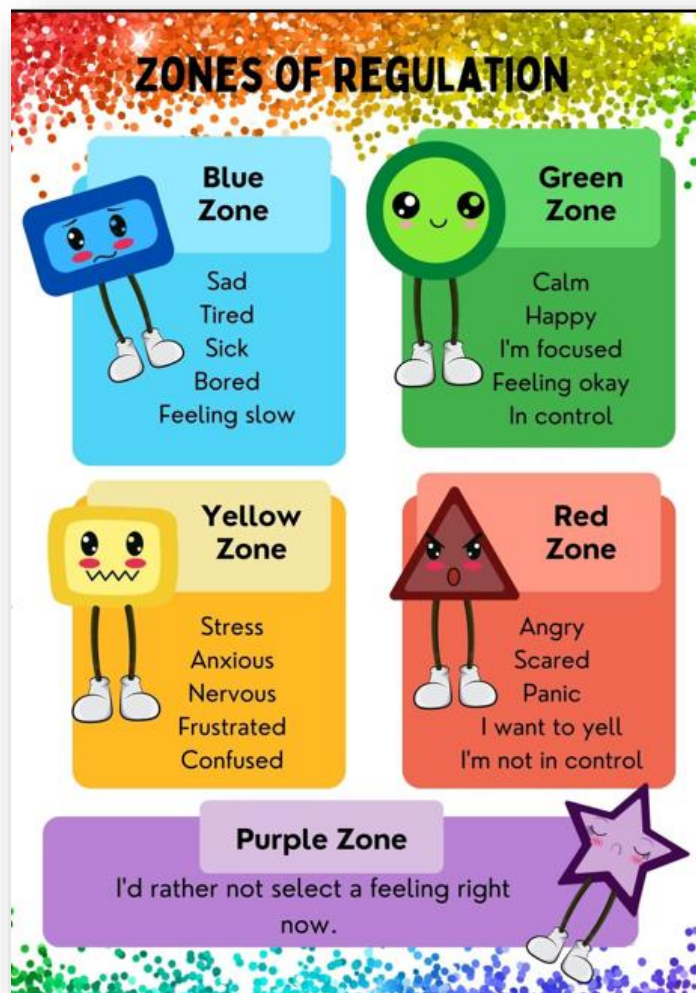 ZONES OF REGULATION
Blue
Zone
Sad
Tired
Sick
Bored
Feeling slow
Green
Zone
Calm
Happy
I'm focused
Feeling okay
In control
Yellow
Zone
Stress
Anxious
Nervous
Frustrated
Confused
Red
Zone
Angry
Scared
Panic
I want to yell
I'm not in control
Purple Zone
I'd rather not select a feeling right
now.